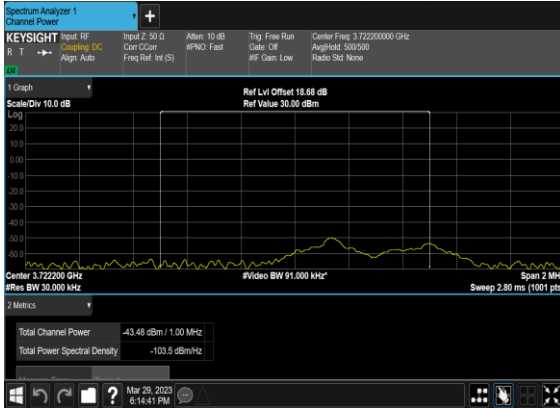 Spectrum Analyzer 1
Channel Power
+
KEYSIGHT
R T
LXI
Input: RF
Coupling: DC
Align: Auto
Input Z: 50 Ω
Corr CCorr
Freq Ref: Int (S)
Atten: 10 dB
#PNO: Fast
Trig: Free Run
Gate: Off
#IF Gain: Low
Center Freq: 3.722200000 GHz
Avg|Hold: 500/500
Radio Std: None
1 Graph
Scale/Div 10.0 dB
Ref Lvl Offset 18.68 dB
Ref Value 30.00 dBm
Log
20.0
10.0
0.00
-10.0
-20.0
-30.0
-40.0
-50.0
-60.0
Center 3.722200 GHz
#Res BW 30.000 kHz
#Video BW 91.000 kHz*
Span 2 MH
Sweep 2.80 ms (1001 pts
2 Metrics
Total Channel Power -43.48 dBm / 1.00 MHz
Total Power Spectral Density -103.5 dBm/Hz
?
Mar 29, 2023
6:14:41 PM